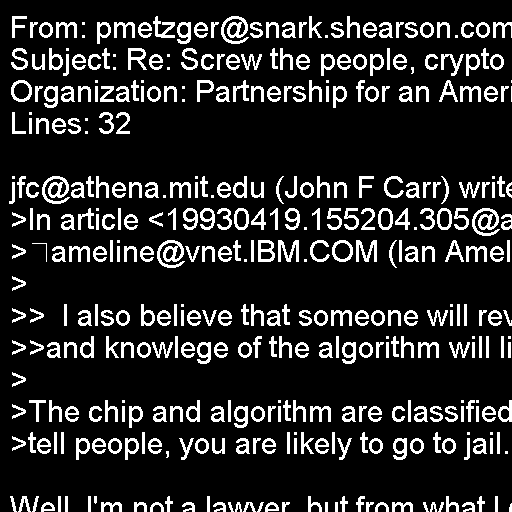 From: pmetzger@snark.shearson.com
Subject: Re: Screw the people, crypto
Organization: Partnership for an Ameri
Lines: 32
jfc@athena.mit.edu (John F Carr) write
>In article <19930419.155204.305@a
>ameline@vnet.IBM.COM (Ian Amel
>
>>  I also believe that someone will rev
>>and knowlege of the algorithm will li
>
>The chip and algorithm are classified
>tell people, you are likely to go to jail.
Well, I'm not a lawyer, but from what I